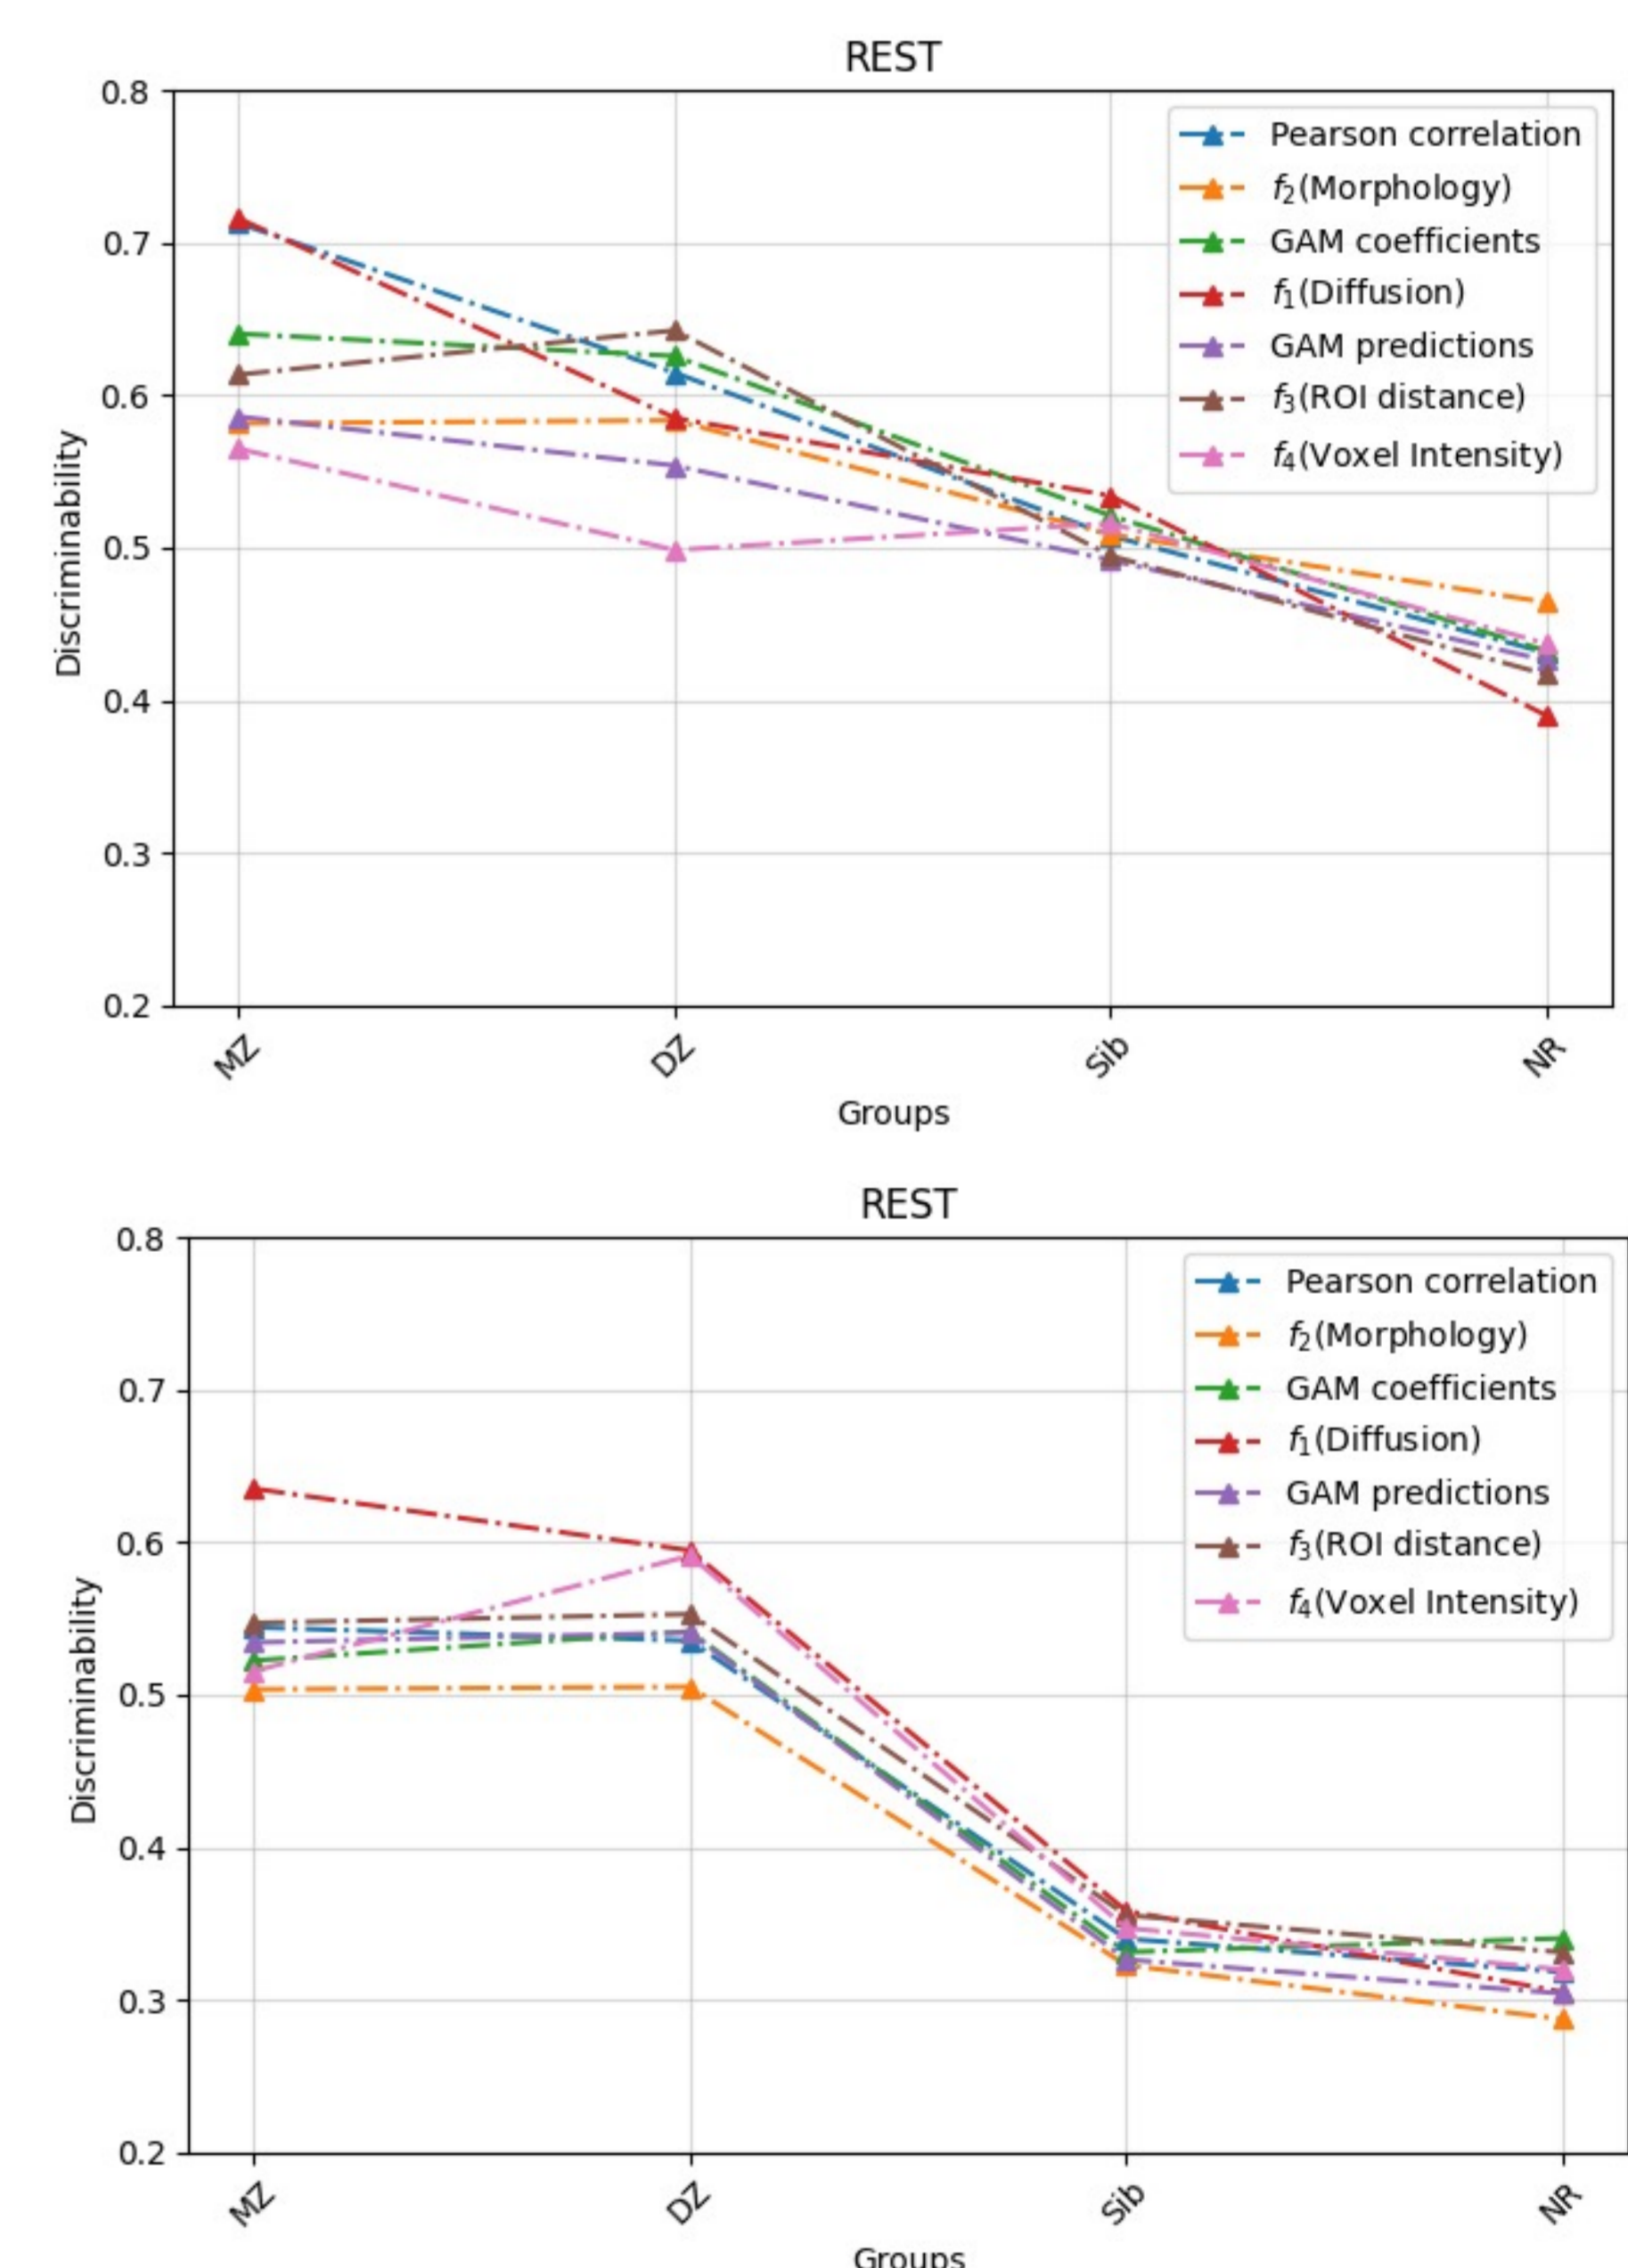 REST
0.8
0.7
0.6
0.5
0.4
0.3
0.2
Discriminability
Pearson correlation
f2(Morphology)
GAM coefficients
f1(Diffusion)
GAM predictions
f3(ROI distance)
f4(Voxel Intensity)
MZ
DZ
Sib
NR
Groups
REST
0.8
0.7
0.6
0.5
0.4
0.3
0.2
Discriminability
Pearson correlation
f2(Morphology)
GAM coefficients
f1(Diffusion)
GAM predictions
f3(ROI distance)
f4(Voxel Intensity)
MZ
DZ
Sib
NR
Groups